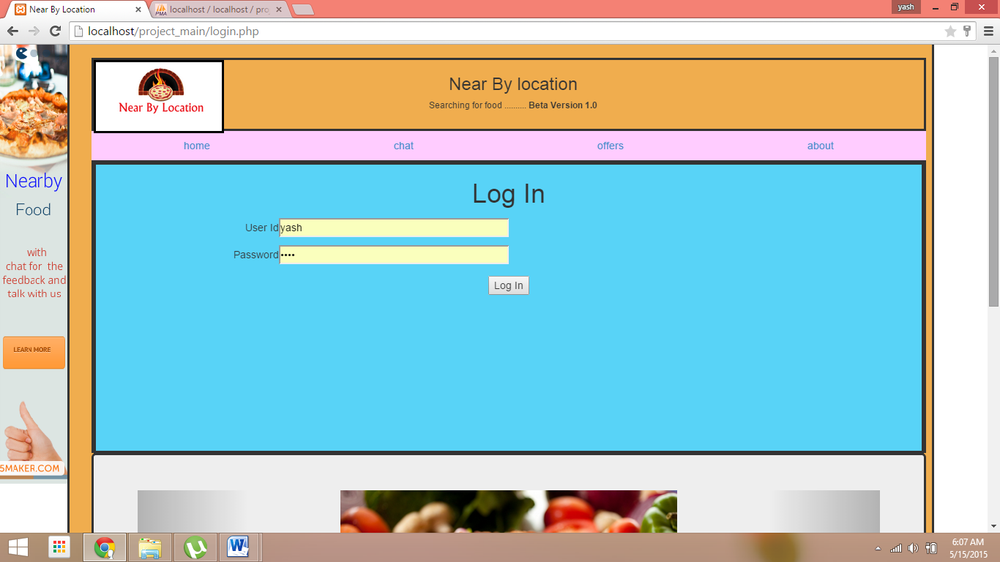 Near By Location
localhost / localhost / pro
yash
localhost/project_main/login.php
Near By Location
Near By location
Searching for food .......... Beta Version 1.0
home
chat
offers
about
Nearby
Food
with
chat for the
feedback and
talk with us
LEARN MORE
5MAKER.COM
Log In
User Id
yash
Password
••••
Log In
6:07 AM
5/15/2015